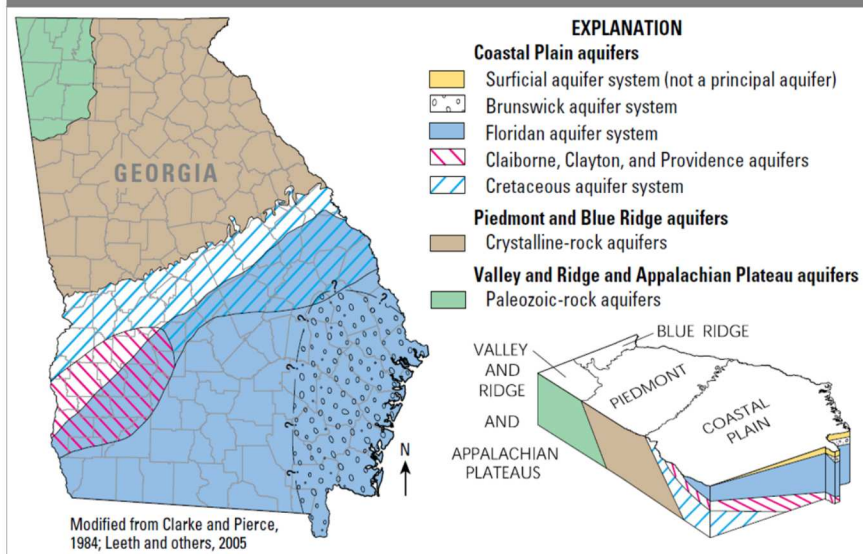 GEORGIA
?
?
?
?
?
?
N
Modified from Clarke and Pierce,
1984; Leeth and others, 2005
EXPLANATION
Coastal Plain aquifers
Surficial aquifer system (not a principal aquifer)
Brunswick aquifer system
Floridan aquifer system
Claiborne, Clayton, and Providence aquifers
Cretaceous aquifer system
Piedmont and Blue Ridge aquifers
Crystalline-rock aquifers
Valley and Ridge and Appalachian Plateau aquifers
Paleozoic-rock aquifers
BLUE RIDGE
VALLEY
AND
RIDGE
AND
APPALACHIAN
PLATEAUS
PIEDMONT
COASTAL
PLAIN